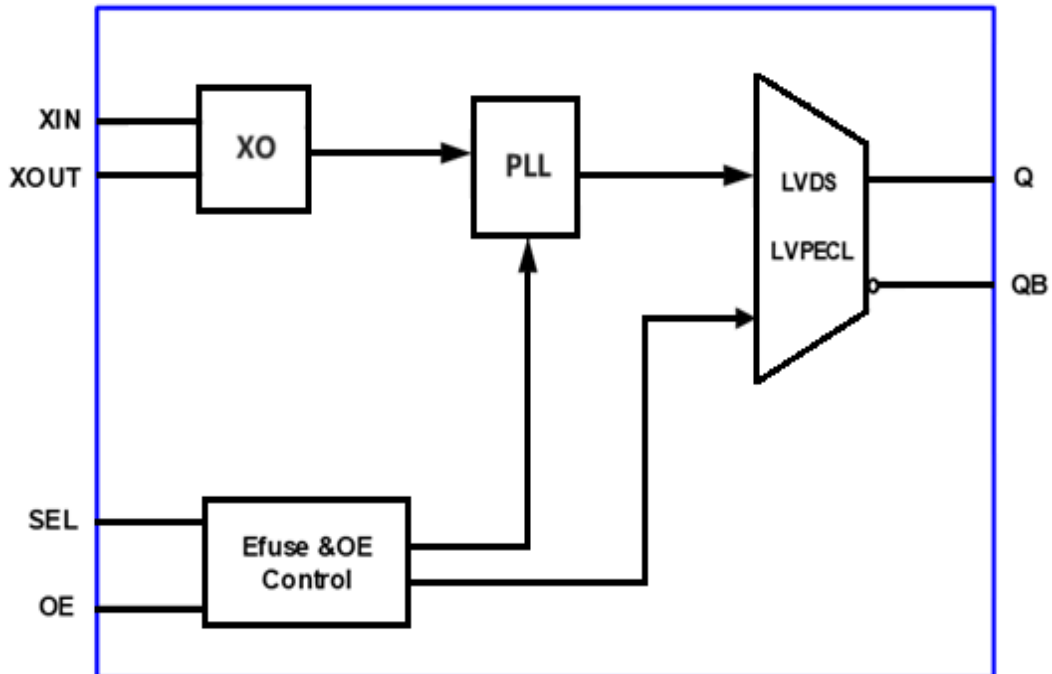 XIN
XOUT
XO
PLL
LVDS
LVPECL
Q
QB
SEL
OE
Efuse &OE
Control